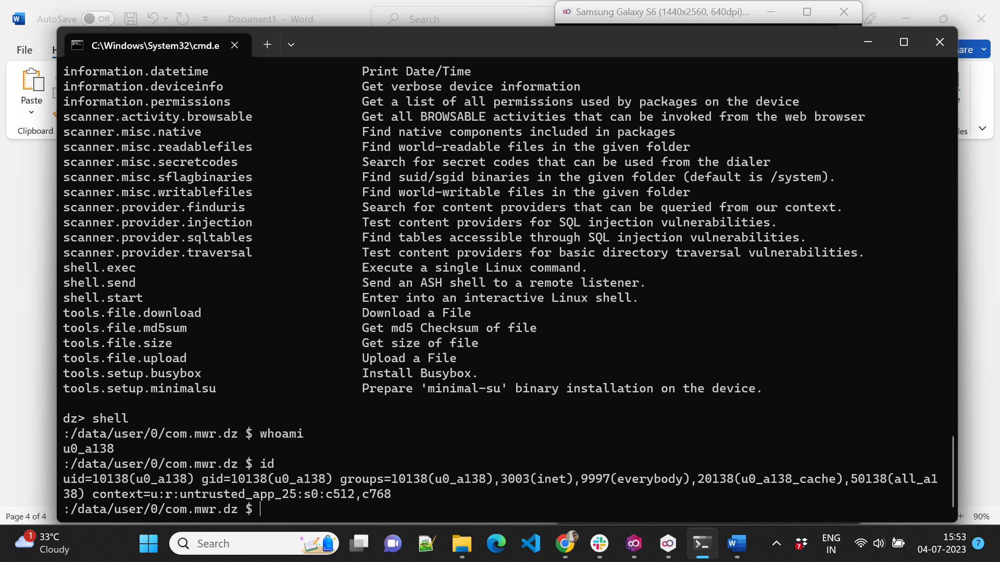 AutoSave Off Document1 - Word Search
Samsung Galaxy S6 (1440x2560, 640dpi)...
C:\Windows\System32\cmd.e
File
Paste
Clipboard
are
information.datetime Print Date/Time
information.deviceinfo Get verbose device information
information.permissions Get a list of all permissions used by packages on the device
scanner.activity.browsable Get all BROWSABLE activities that can be invoked from the web browser
scanner.misc.native Find native components included in packages
scanner.misc.readablefiles Find world-readable files in the given folder
scanner.misc.secretcodes Search for secret codes that can be used from the dialer
scanner.misc.sflagbinaries Find suid/sgid binaries in the given folder (default is /system).
scanner.misc.writablefiles Find world-writable files in the given folder
scanner.provider.finduris Search for content providers that can be queried from our context.
scanner.provider.injection Test content providers for SQL injection vulnerabilities.
scanner.provider.sqltables Find tables accessible through SQL injection vulnerabilities.
scanner.provider.traversal Test content providers for basic directory traversal vulnerabilities.
shell.exec Execute a single Linux command.
shell.send Send an ASH shell to a remote listener.
shell.start Enter into an interactive Linux shell.
tools.file.download Download a File
tools.file.md5sum Get md5 Checksum of file
tools.file.size Get size of file
tools.file.upload Upload a File
tools.setup.busybox Install Busybox.
tools.setup.minimalsu Prepare 'minimal-su' binary installation on the device.
dz> shell
:/data/user/0/com.mwr.dz $ whoami
u0_a138
:/data/user/0/com.mwr.dz $ id
uid=10138(u0_a138) gid=10138(u0_a138) groups=10138(u0_a138),3003(inet),9997(everybody),20138(u0_a138_cache),50138(all_a1
38) context=u:r:untrusted_app_25:s0:c512,c768
:/data/user/0/com.mwr.dz $
Page 4 of 4 90%
1 33°C
Cloudy
Search
7
ENG
IN
15:53
04-07-2023
7